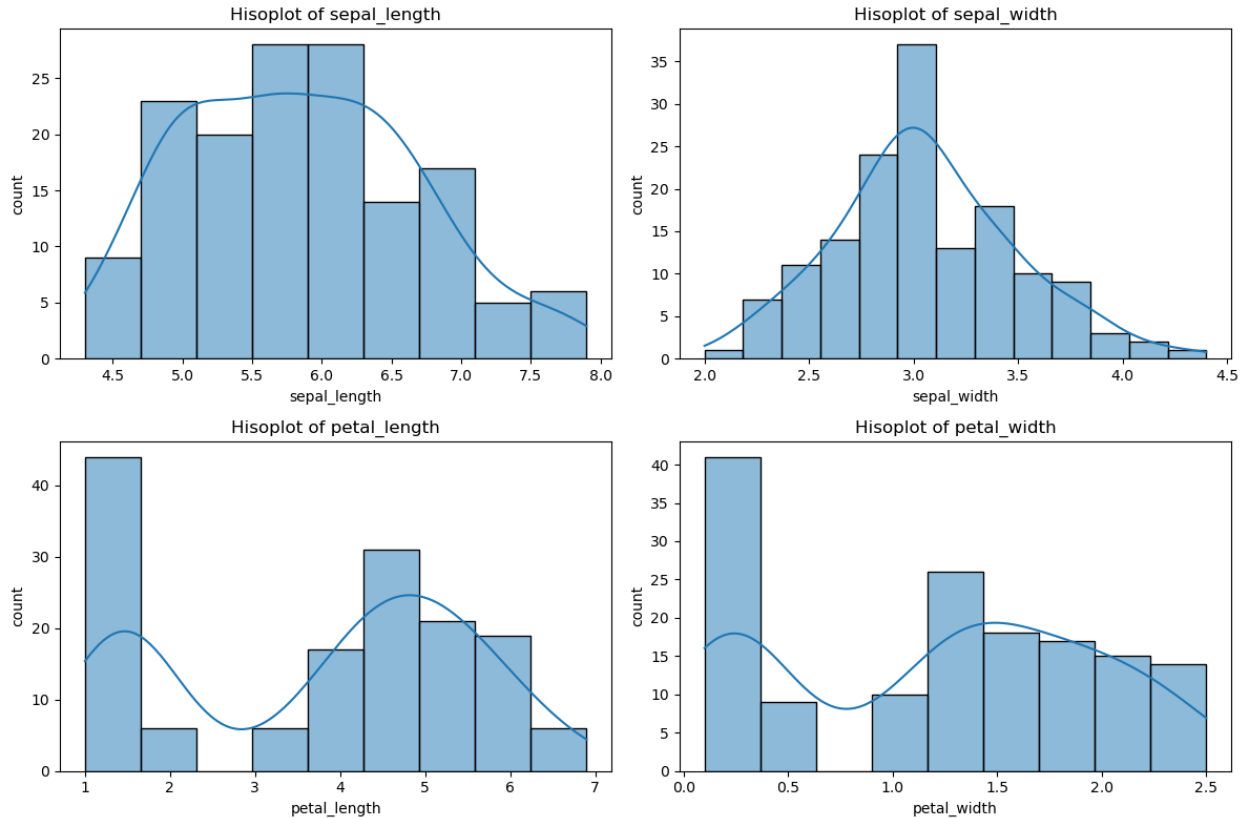 Hisoplot of sepal_length
25
20
15
10
5
0
count
4.5 5.0 5.5 6.0 6.5 7.0 7.5 8.0
sepal_length
Hisoplot of sepal_width
35
30
25
20
15
10
5
0
count
2.0 2.5 3.0 3.5 4.0 4.5
sepal_width
Hisoplot of petal_length
40
30
20
10
0
count
1 2 3 4 5 6 7
petal_length
Hisoplot of petal_width
40
35
30
25
20
15
10
5
0
count
0.0 0.5 1.0 1.5 2.0 2.5
petal_width